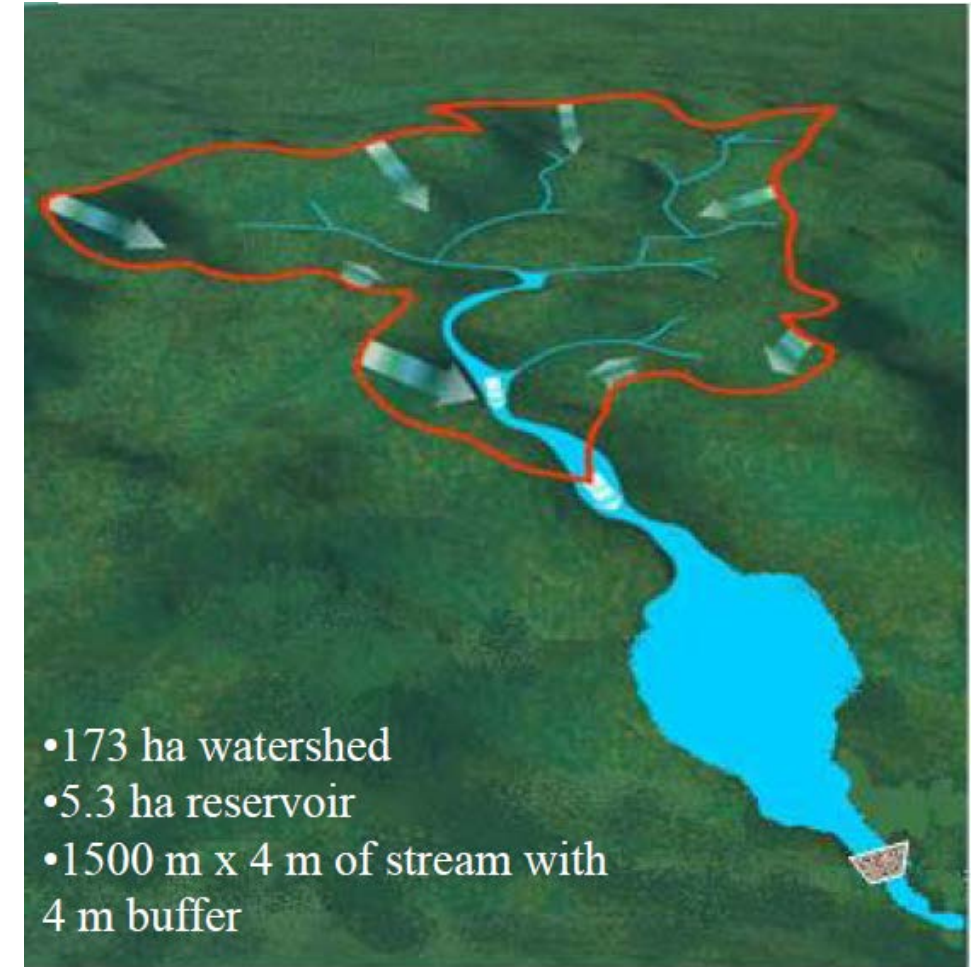 •173 ha watershed
•5.3 ha reservoir
•1500 m x 4 m of stream with
4 m buffer